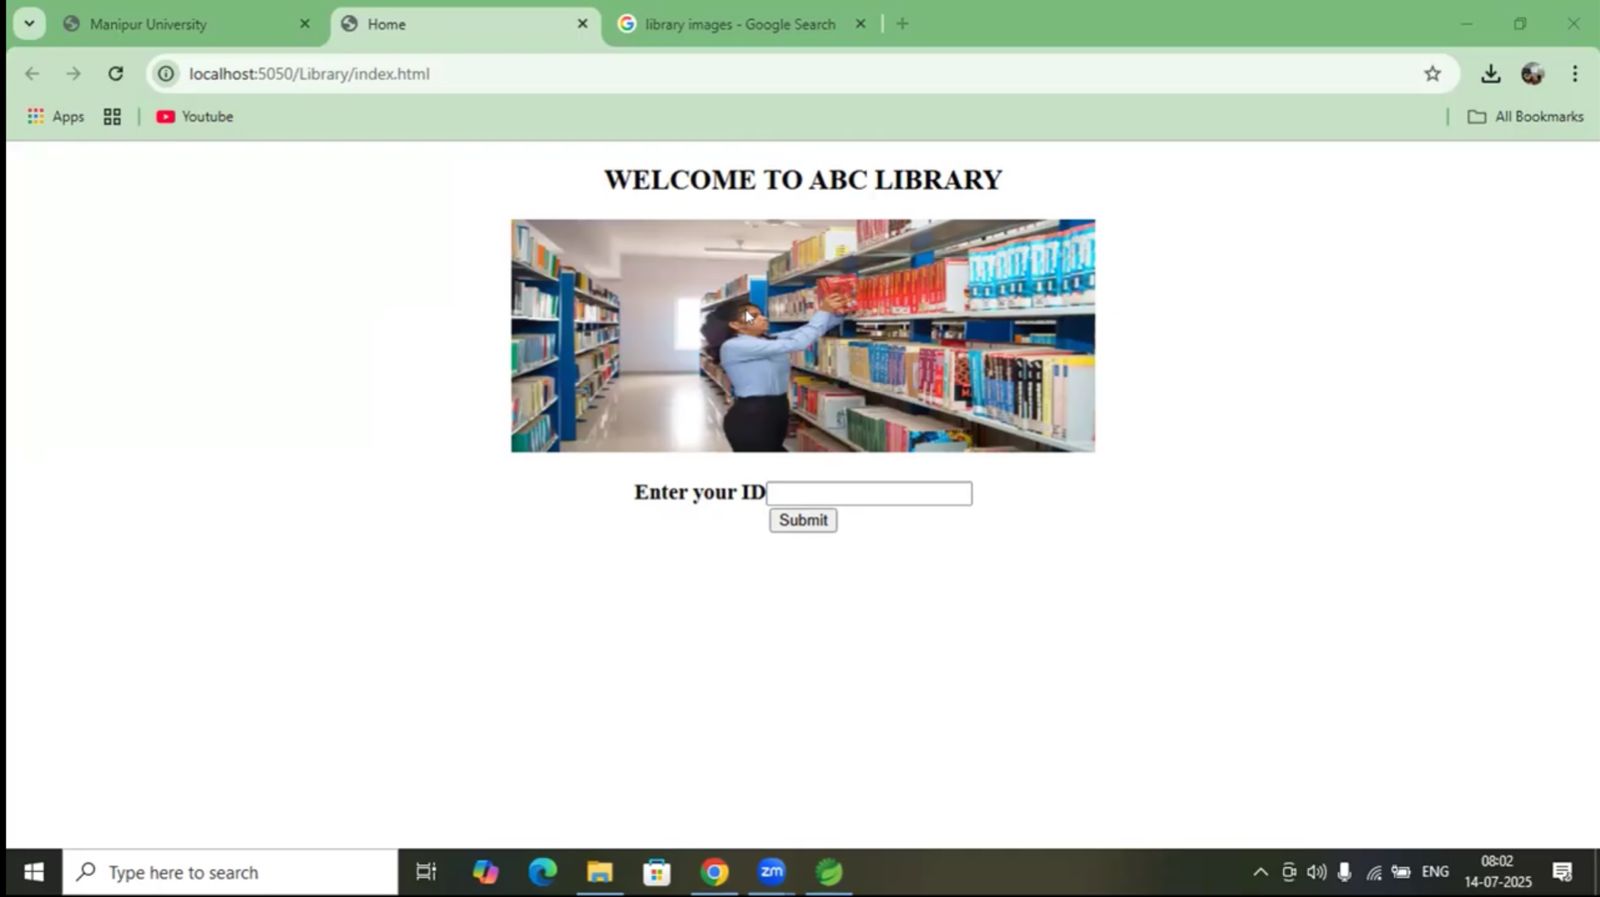 Manipur University
Home
library images - Google Search
localhost:5050/Library/index.html
Apps
Youtube
All Bookmarks
WELCOME TO ABC LIBRARY
Enter your ID
Submit
Type here to search
zm
ENG
08:02
14-07-2025